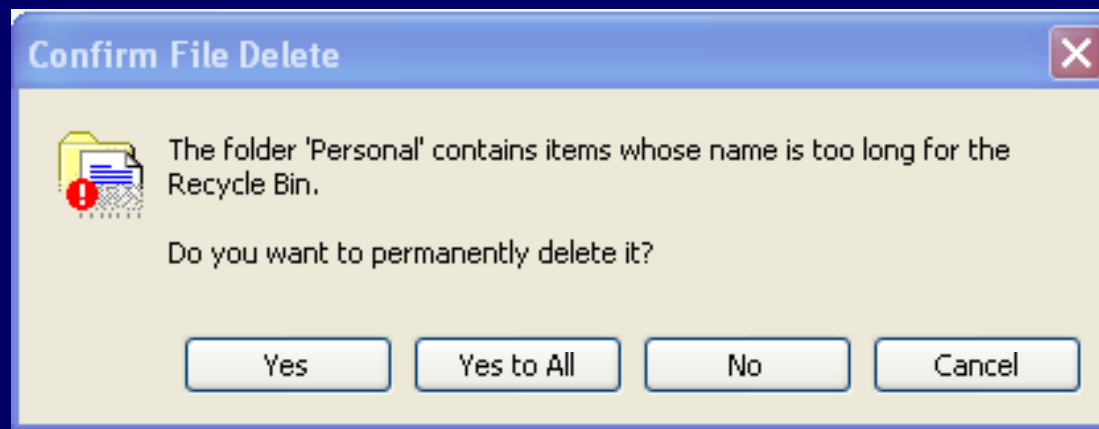 Confirm File Delete
The folder 'Personal' contains items whose name is too long for the
Recycle Bin.
Do you want to permanently delete it?
Yes
Yes to All
No
Cancel